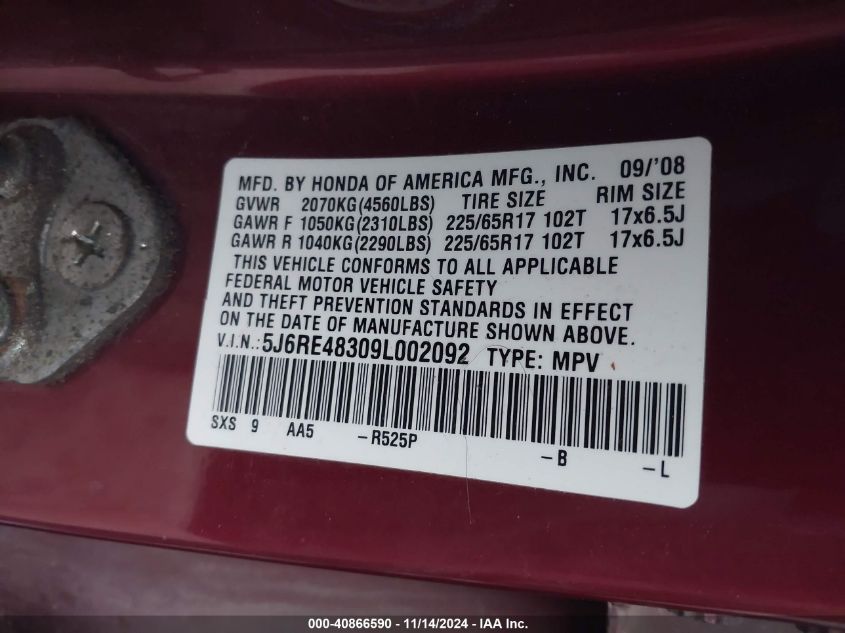 MFD. BY HONDA OF AMERICA MFG., INC. 09/'08
GVWR 2070KG(4560LBS) TIRE SIZE RIM SIZE
GAWR F 1050KG(2310LBS) 225/65R17 102T 17x6.5J
GAWR R 1040KG(2290LBS) 225/65R17 102T 17x6.5J
THIS VEHICLE CONFORMS TO ALL APPLICABLE
FEDERAL MOTOR VEHICLE SAFETY
AND THEFT PREVENTION STANDARDS IN EFFECT
ON THE DATE OF MANUFACTURE SHOWN ABOVE.
V.I.N.: 5J6RE48309L002092 TYPE: MPV
SXS 9 AA5 -R525P -B -L
000-40866590 - 11/14/2024 - IAA Inc.